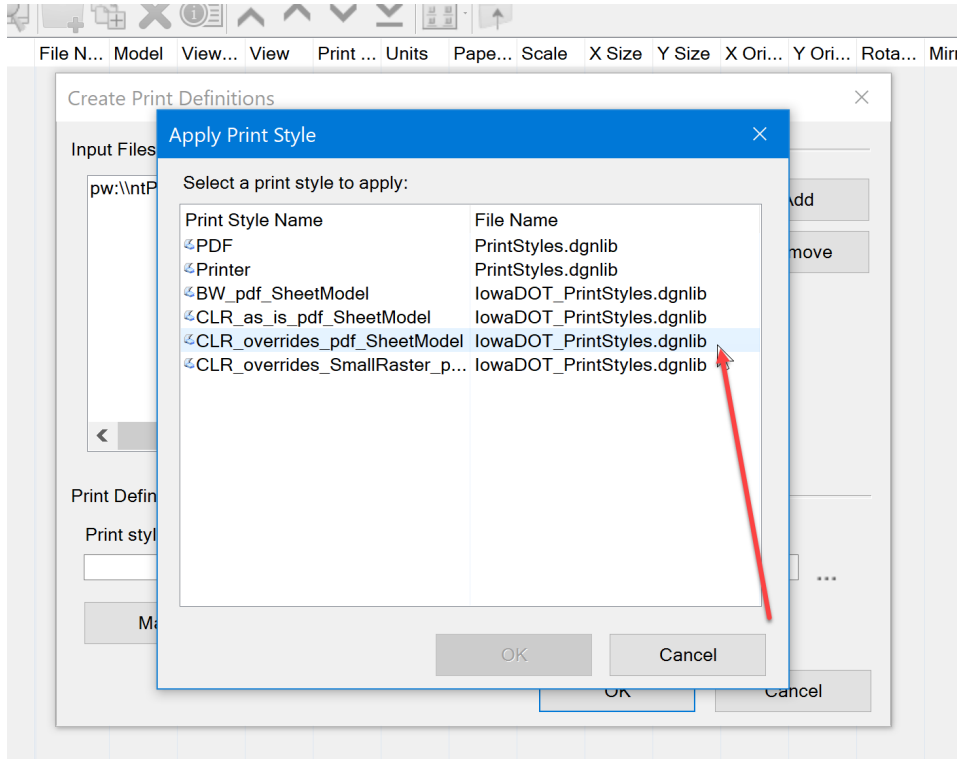 File N... Model View... View Print ... Units Pape... Scale X Size Y Size X Ori... Y Ori... Rota... Mirr
Create Print Definitions
Apply Print Style
Input Files
Select a print style to apply:
pw:\\ntP
Add
Print Style Name File Name
PDF PrintStyles.dgnlib
move
Printer PrintStyles.dgnlib
BW_pdf_SheetModel IowaDOT_PrintStyles.dgnlib
CLR_as_is_pdf_SheetModel IowaDOT_PrintStyles.dgnlib
CLR_overrides_pdf_SheetModel IowaDOT_PrintStyles.dgnlib
CLR_overrides_SmallRaster_p... IowaDOT_PrintStyles.dgnlib
Print Defin
Print styl
...
Ma
OK Cancel
OK Cancel